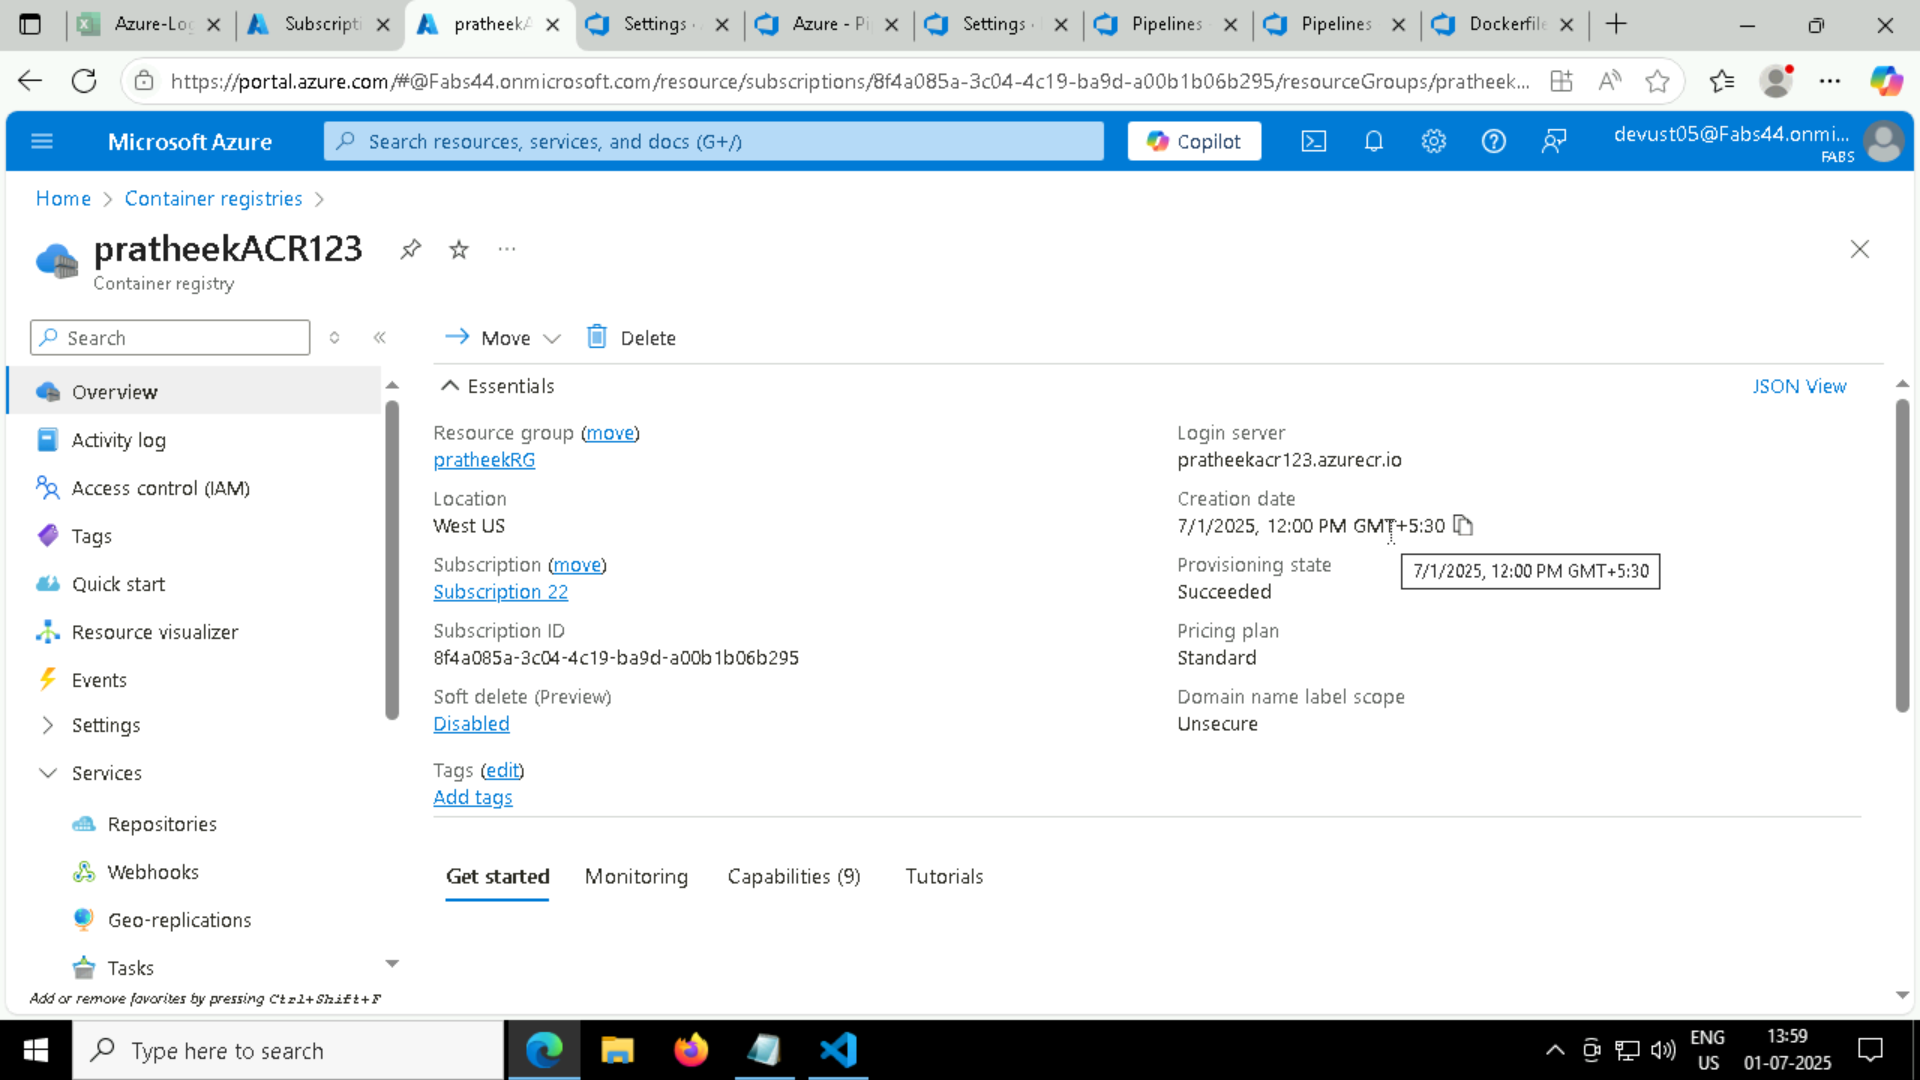 Azure-Log
Subscripti
pratheekA
Settings ·
Azure - Pi
Settings ·
Pipelines
Pipelines
Dockerfile
https://portal.azure.com/#@Fabs44.onmicrosoft.com/resource/subscriptions/8f4a085a-3c04-4c19-ba9d-a00b1b06b295/resourceGroups/pratheek...
Microsoft Azure
Search resources, services, and docs (G+/)
Copilot
devust05@Fabs44.onmi...
FABS
Home > Container registries >
pratheekACR123
Container registry
Search
Move
Delete
Overview
Activity log
Access control (IAM)
Tags
Quick start
Resource visualizer
Events
Settings
Services
Repositories
Webhooks
Geo-replications
Tasks
Add or remove favorites by pressing Ctrl+Shift+F
Essentials
JSON View
Resource group (move)
pratheekRG
Location
West US
Subscription (move)
Subscription 22
Subscription ID
8f4a085a-3c04-4c19-ba9d-a00b1b06b295
Soft delete (Preview)
Disabled
Tags (edit)
Add tags
Login server
pratheekacr123.azurecr.io
Creation date
7/1/2025, 12:00 PM GMT+5:30
7/1/2025, 12:00 PM GMT+5:30
Provisioning state
Succeeded
Pricing plan
Standard
Domain name label scope
Unsecure
Get started
Monitoring
Capabilities (9)
Tutorials
Type here to search
ENG
US
13:59
01-07-2025